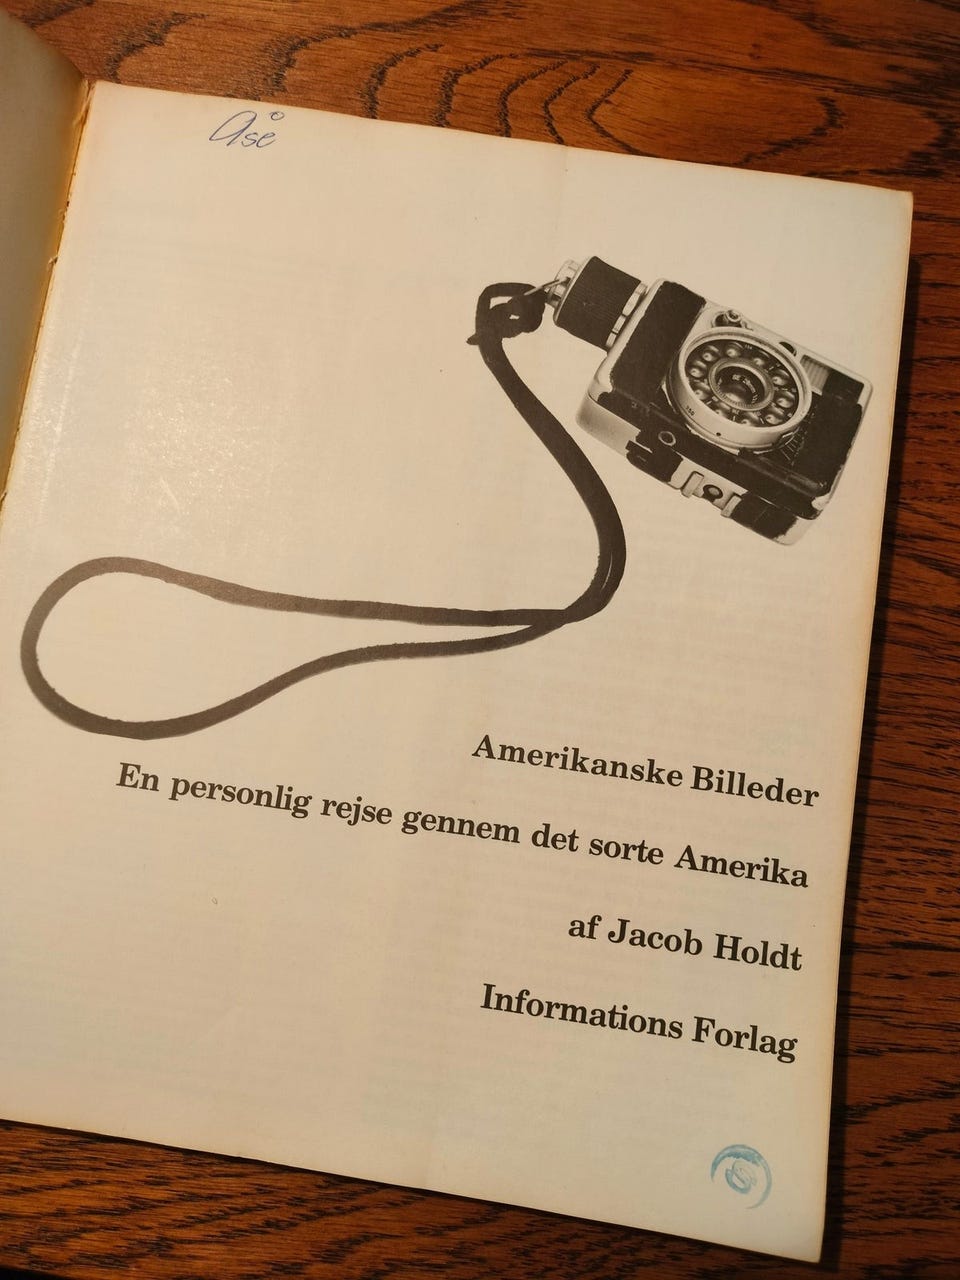 Åse
Amerikanske Billeder
En personlig rejse gennem det sorte Amerika
af Jacob Holdt
Informations Forlag